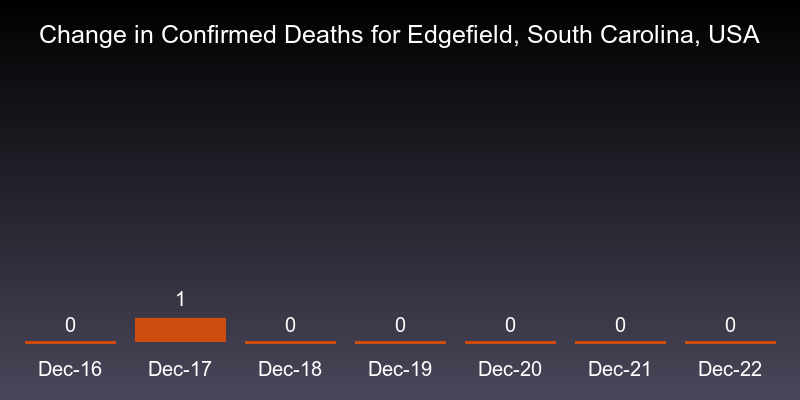 Change in Confirmed Deaths for Edgefield, South Carolina, USA
0 1 0 0 0 0 0
Dec-16 Dec-17 Dec-18 Dec-19 Dec-20 Dec-21 Dec-22